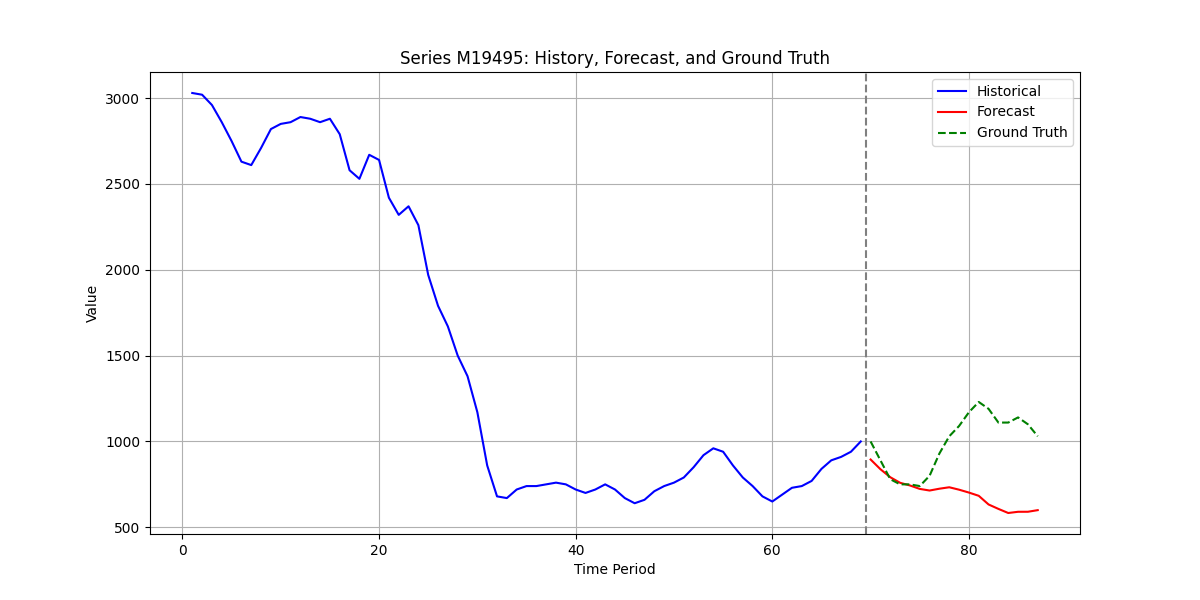 Series M19495: History, Forecast, and Ground Truth
Historical
Forecast
Ground Truth
3000
2500
2000
1500
1000
500
Value
0 20 40 60 80
Time Period